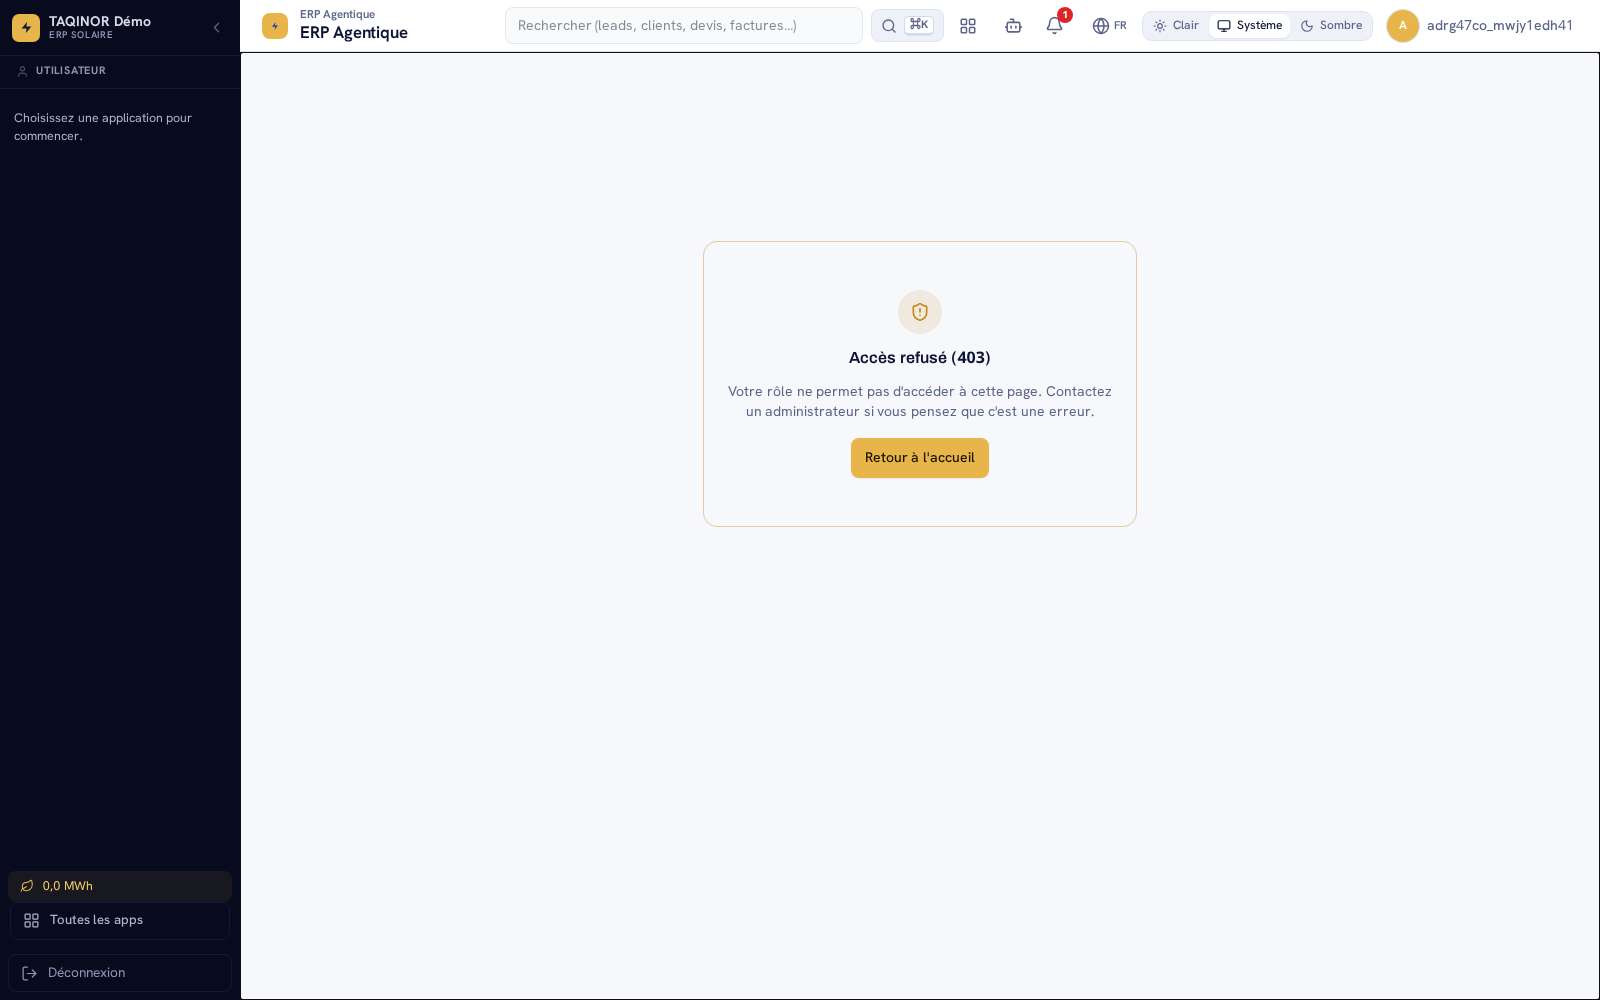 TAQINOR Démo
ERP SOLAIRE
UTILISATEUR
Choisissez une application pour
commencer.
0,0 MWh
Toutes les apps
Déconnexion
ERP Agentique
ERP Agentique
Rechercher (leads, clients, devis, factures…)
⌘K
1
FR
Clair
Système
Sombre
A
adrg47co_mwjy1edh41
Accès refusé (403)
Votre rôle ne permet pas d'accéder à cette page. Contactez
un administrateur si vous pensez que c'est une erreur.
Retour à l'accueil